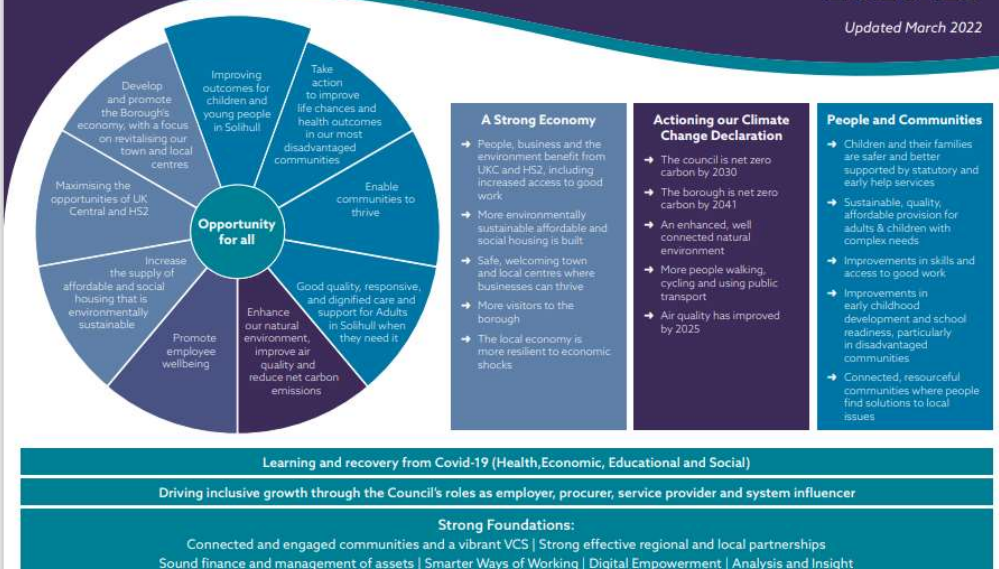 Updated March 2022
Improving
outcomes for
children and
young people
in Solihull
Take
action
to improve
life chances and
health outcomes
in our most
disadvantaged
communities
Enable
communities to
thrive
Good quality, responsive,
and dignified care and
support for Adults
in Solihull when
they need it
Enhance
our natural
environment,
improve air
quality and
reduce net carbon
emissions
Promote
employee
wellbeing
Increase
the supply of
affordable and social
housing that is
environmentally
sustainable
Maximising the
opportunities of UK
Central and HS2
Develop
and promote
the Borough's
economy, with a focus
on revitalising our
town and local
centres
Opportunity
for all
A Strong Economy
➜ People, business and the
environment benefit from
UKC and HS2, including
increased access to good
work
➜ More environmentally
sustainable affordable and
social housing is built
➜ Safe, welcoming town
and local centres where
businesses can thrive
➜ More visitors to the
borough
➜ The local economy is
more resilient to economic
shocks
Actioning our Climate
Change Declaration
➜ The council is net zero
carbon by 2030
➜ The borough is net zero
carbon by 2041
➜ An enhanced, well
connected natural
environment
➜ More people walking,
cycling and using public
transport
➜ Air quality has improved
by 2025
People and Communities
➜ Children and their families
are safer and better
supported by statutory and
early help services
➜ Sustainable, quality,
affordable provision for
adults & children with
complex needs
➜ Improvements in skills and
access to good work
➜ Improvements in
early childhood
development and school
readiness, particularly
in disadvantaged
communities
➜ Connected, resourceful
communities where people
find solutions to local
issues
Learning and recovery from Covid-19 (Health,Economic, Educational and Social)
Driving inclusive growth through the Council's roles as employer, procurer, service provider and system influencer
Strong Foundations:
Connected and engaged communities and a vibrant VCS | Strong effective regional and local partnerships
Sound finance and management of assets | Smarter Ways of Working | Digital Empowerment | Analysis and Insight